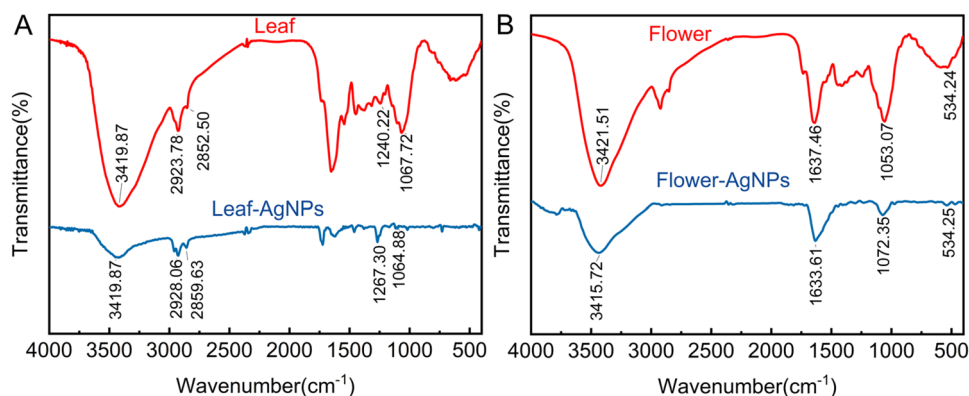 A
Leaf
3419.87
2923.78
2852.50
1240.22
1067.72
Leaf-AgNPs
3419.87
2928.06
2859.63
1267.30
1064.88
Transmittance(%)
4000 3500 3000 2500 2000 1500 1000 500
Wavenumber(cm⁻¹)
B
Flower
3421.51
1637.46
1053.07
534.24
Flower-AgNPs
3415.72
1633.61
1072.35
534.25
Transmittance(%)
4000 3500 3000 2500 2000 1500 1000 500
Wavenumber(cm⁻¹)